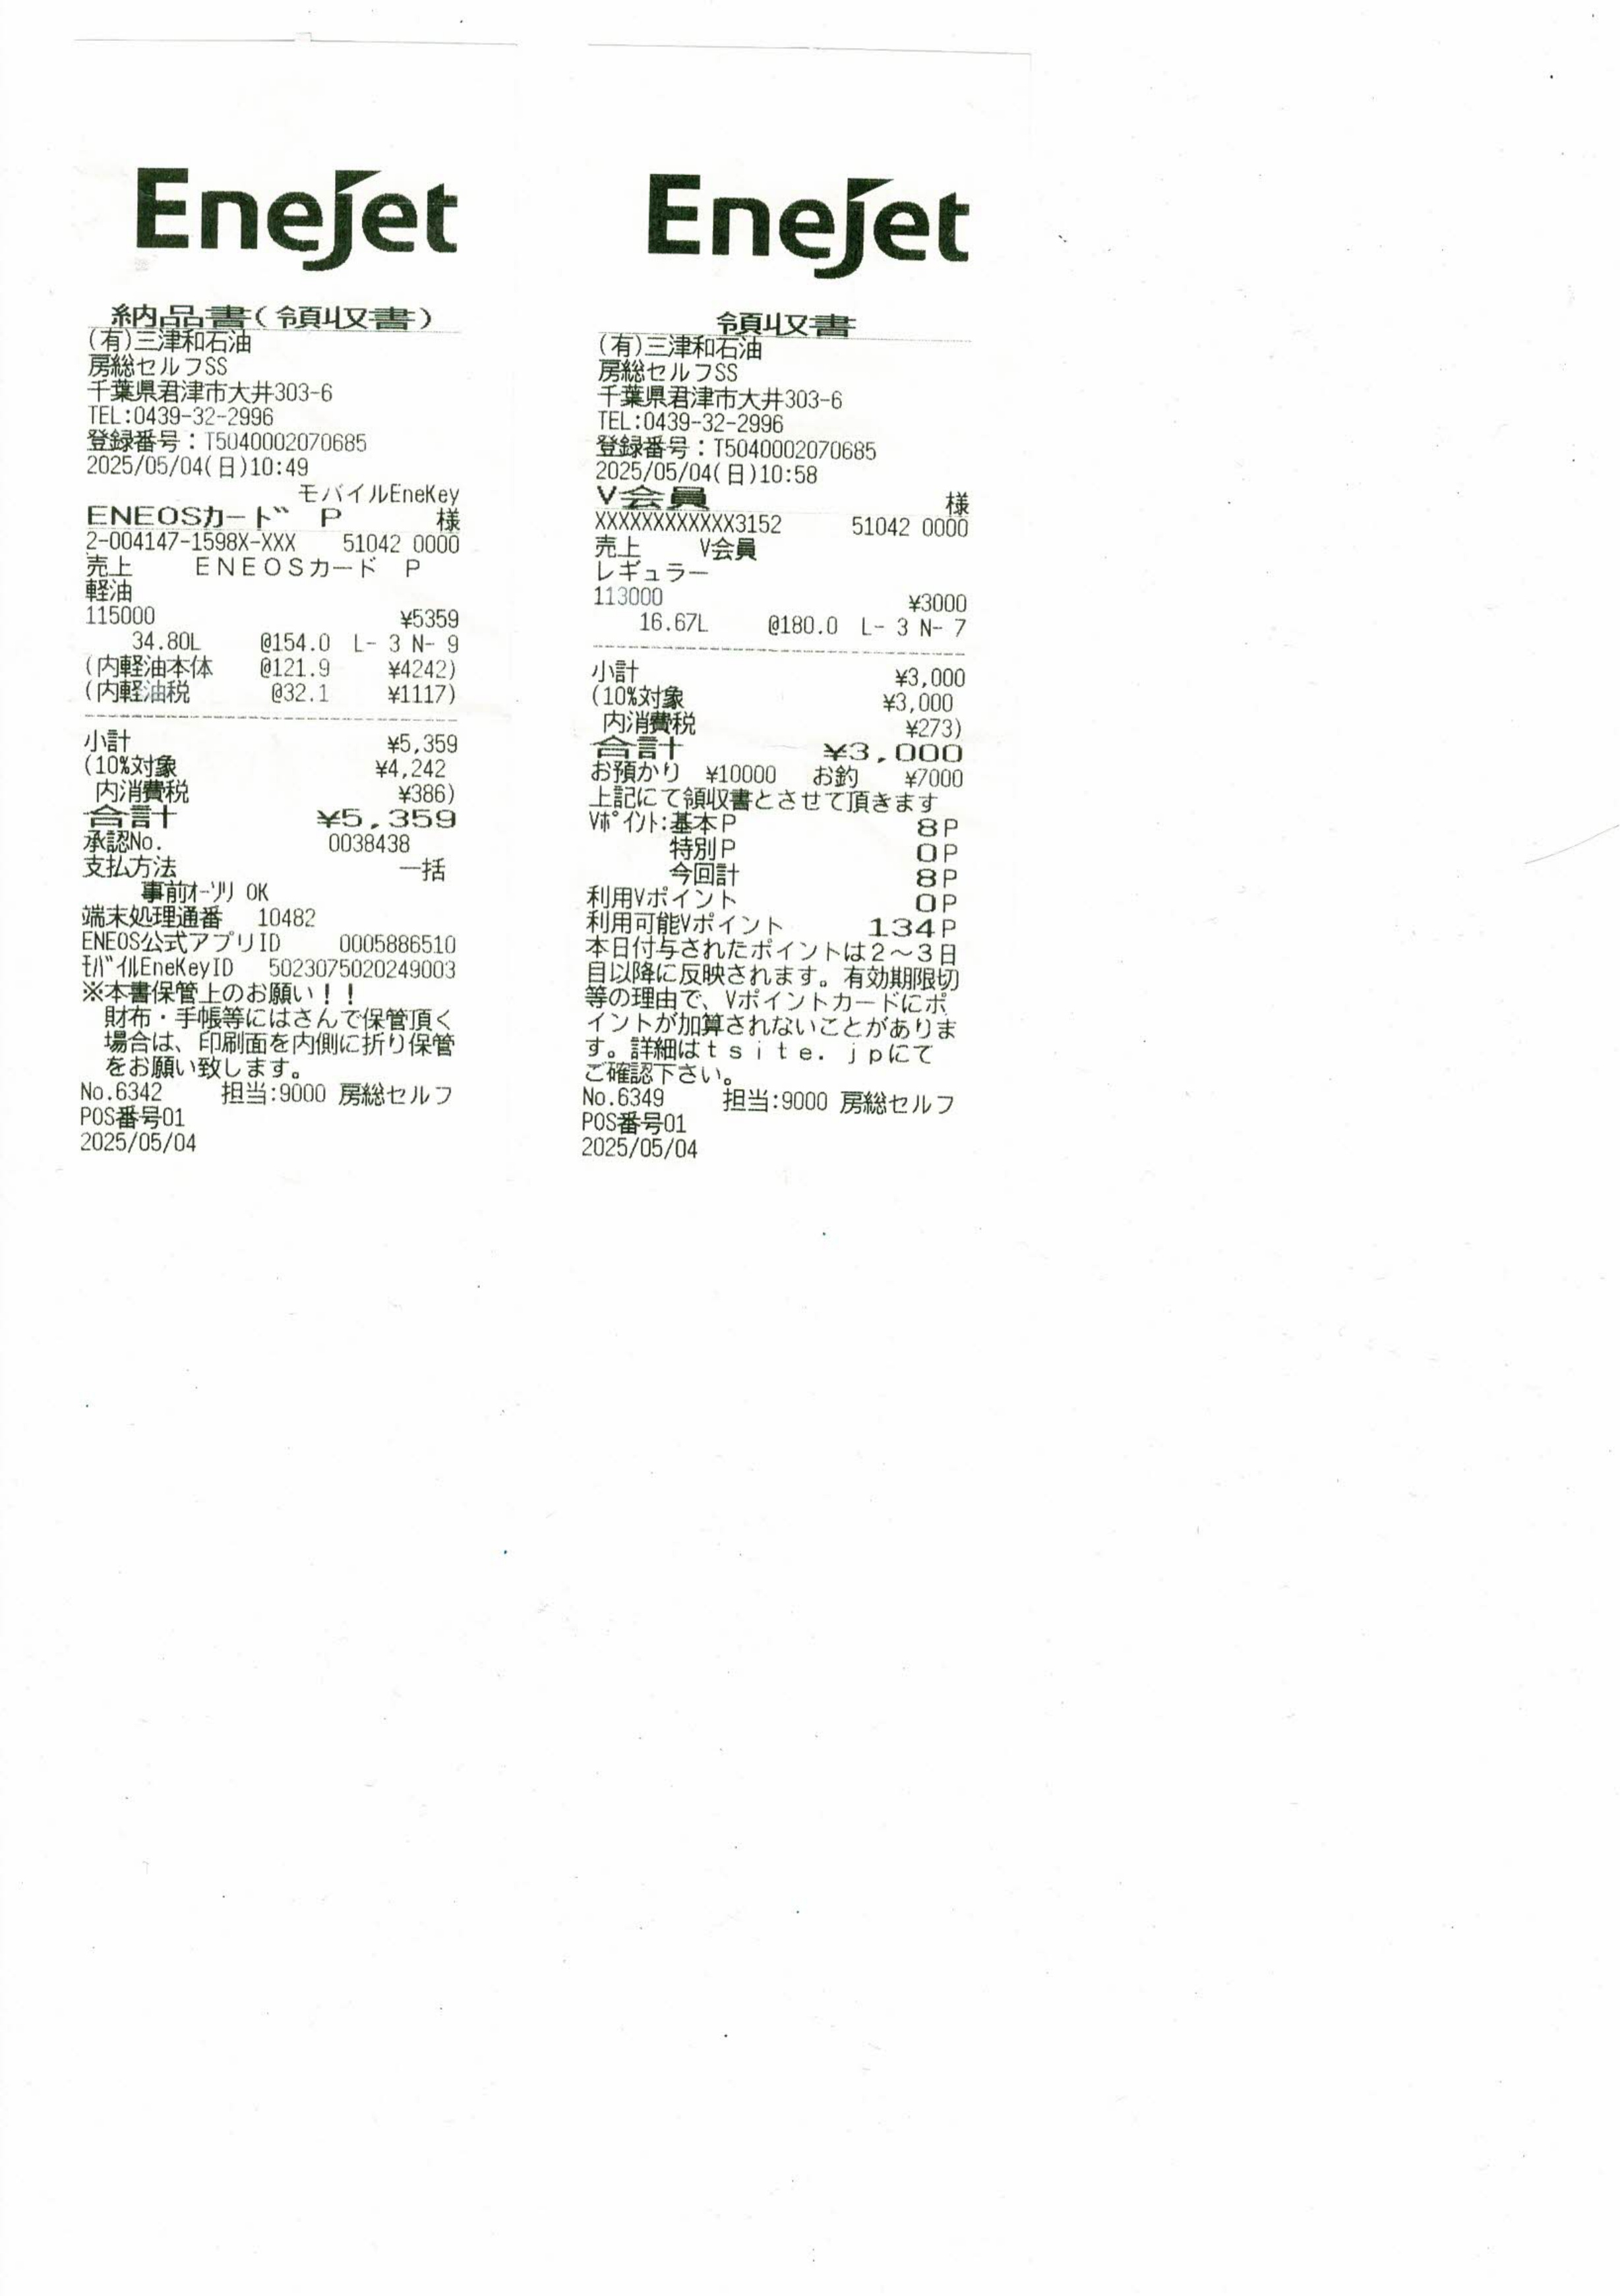 Enejet
納品書(領収書)
(有)三津和石油
房総セルフSS
千葉県君津市大井303-6
TEL:0439-32-2996
登録番号：T5040002070685
2025/05/04(日)10:49
モバイルEneKey
ENEOSカード P 様
2-004147-1598X-XXX 51042 0000
売上 ENEOSカード P
軽油
115000 ¥5359
34.80L @154.0 L- 3 N- 9
(内軽油本体 @121.9 ¥4242)
(内軽油税 @32.1 ¥1117)
小計 ¥5,359
(10%対象 ¥4,242
内消費税 ¥386)
合計 ¥5,359
承認No. 0038438
支払方法 一括
事前ｵｰｿﾘ OK
端末処理通番 10482
ENEOS公式アプリID 0005886510
ﾓﾊﾞｲﾙEneKeyID 5023075020249003
※本書保管上のお願い！！
財布・手帳等にはさんで保管頂く
場合は、印刷面を内側に折り保管
をお願い致します。
No.6342 担当:9000 房総セルフ
POS番号01
2025/05/04
Enejet
領収書
(有)三津和石油
房総セルフSS
千葉県君津市大井303-6
TEL:0439-32-2996
登録番号：T5040002070685
2025/05/04(日)10:58
V会員 様
XXXXXXXXXXXX3152 51042 0000
売上 V会員
レギュラー
113000 ¥3000
16.67L @180.0 L- 3 N- 7
小計 ¥3,000
(10%対象 ¥3,000
内消費税 ¥273)
合計 ¥3,000
お預かり ¥10000 お釣 ¥7000
上記にて領収書とさせて頂きます
Vﾎﾟｲﾝﾄ:基本P 8P
特別P 0P
今回計 8P
利用Vポイント 0P
利用可能Vポイント 134P
本日付与されたポイントは2～3日
目以降に反映されます。有効期限切
等の理由で、Vポイントカードにポ
イントが加算されないことがありま
す。詳細はtsite.jpにて
ご確認下さい。
No.6349 担当:9000 房総セルフ
POS番号01
2025/05/04